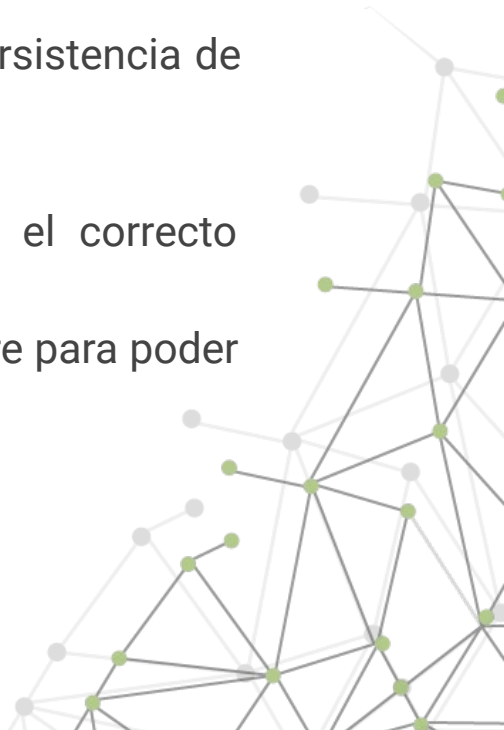 rsistencia de
el correcto
e para poder